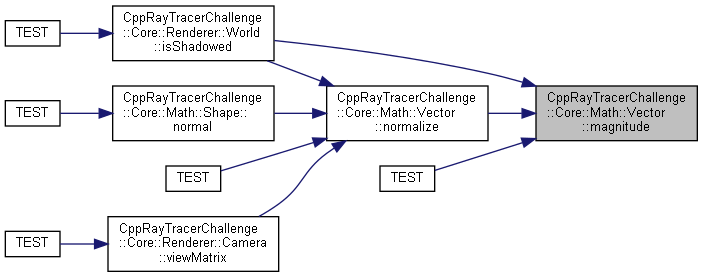 TEST
CppRayTracerChallenge
::Core::Renderer::World
::isShadowed
TEST
CppRayTracerChallenge
::Core::Math::Shape::
normal
CppRayTracerChallenge
::Core::Math::Vector
::normalize
CppRayTracerChallenge
::Core::Math::Vector
::magnitude
TEST
TEST
TEST
CppRayTracerChallenge
::Core::Renderer::Camera
::viewMatrix